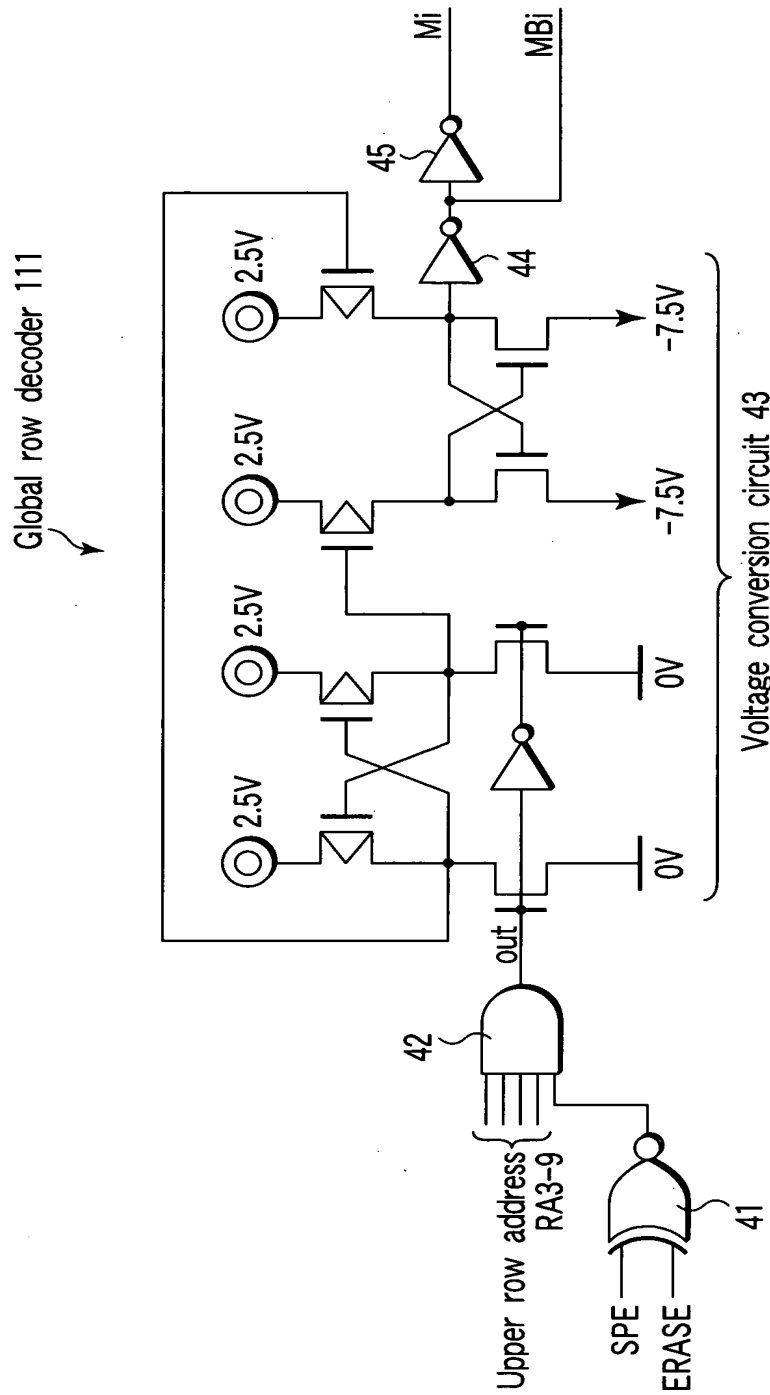 Global row decoder 111
2.5V
2.5V
2.5V
2.5V
Mi
MBi
45
44
out
42
Upper row address
RA3-9
SPE
ERASE
41
0V
0V
-7.5V
-7.5V
Voltage conversion circuit 43